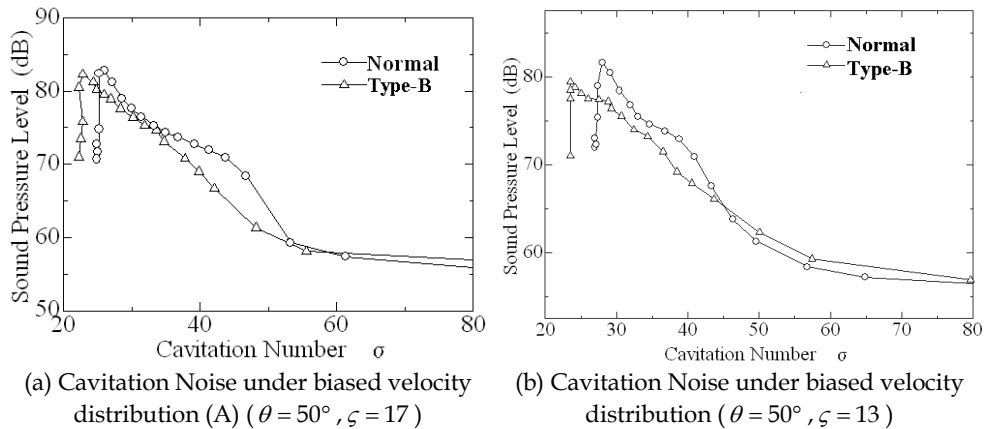 90
80
70
60
50
Sound Pressure Level (dB)
Normal
Type-B
20 40 60 80
Cavitation Number σ
(a) Cavitation Noise under biased velocity
distribution (A) ( θ = 50° , ς = 17 )
80
70
60
Sound Pressure Level (dB)
Normal
Type-B
20 30 40 50 60 70 80
Cavitation Number σ
(b) Cavitation Noise under biased velocity
distribution ( θ = 50° , ς = 13 )